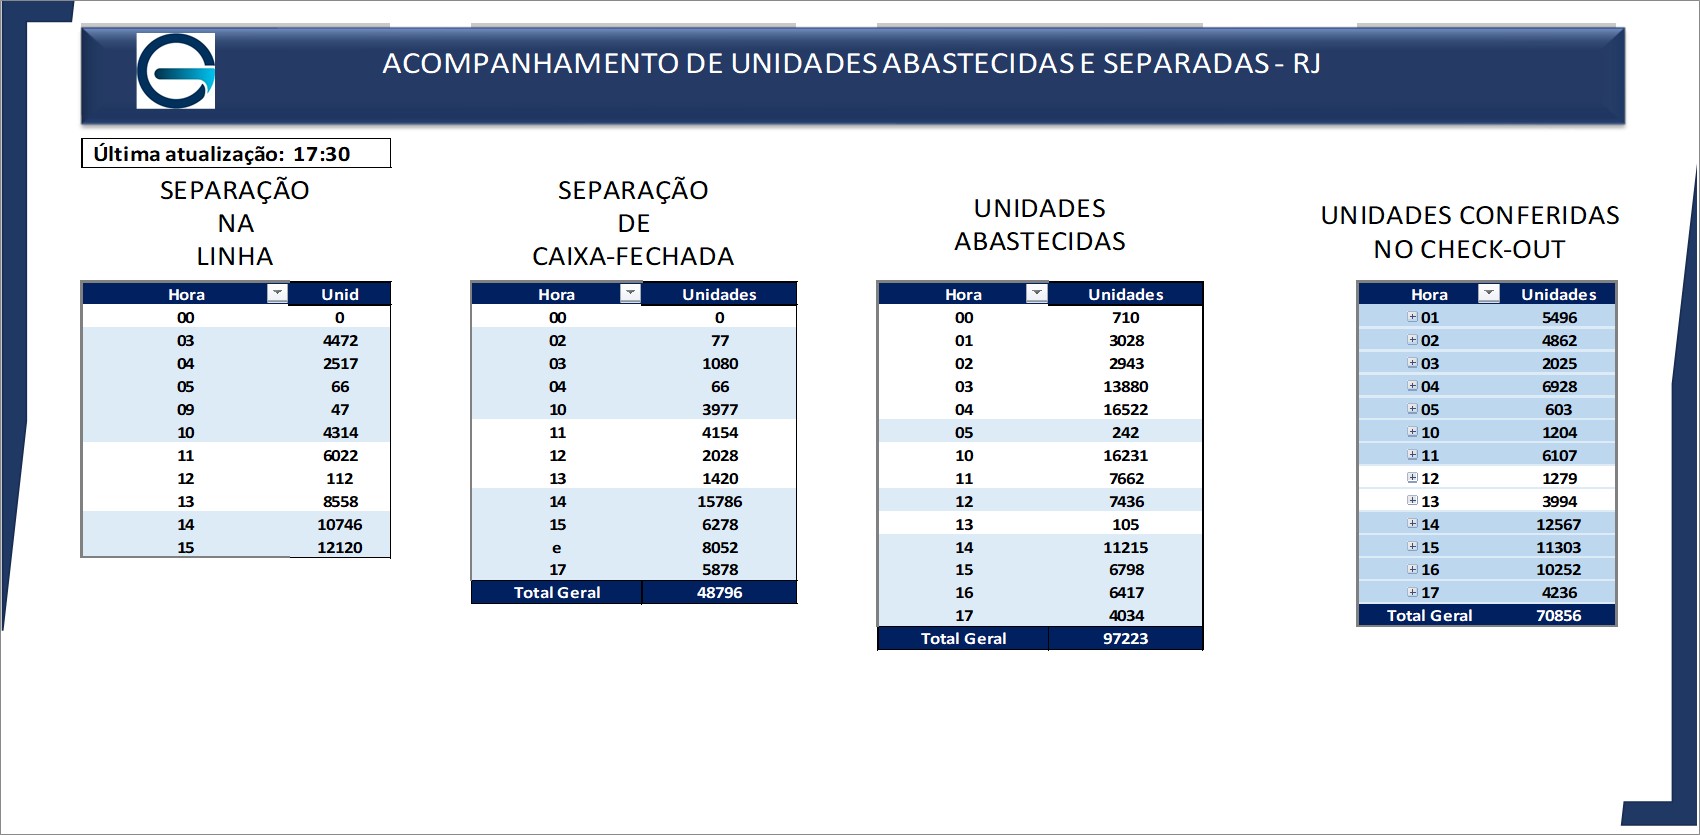 ACOMPANHAMENTO DE UNIDADES ABASTECIDAS E SEPARADAS - RJ
Última atualização: 17:30
SEPARAÇÃO
NA
LINHA
Hora Unid
00 0
03 4472
04 2517
05 66
09 47
10 4314
11 6022
12 112
13 8558
14 10746
15 12120
SEPARAÇÃO
DE
CAIXA-FECHADA
Hora Unidades
00 0
02 77
03 1080
04 66
10 3977
11 4154
12 2028
13 1420
14 15786
15 6278
e 8052
17 5878
Total Geral 48796
UNIDADES
ABASTECIDAS
Hora Unidades
00 710
01 3028
02 2943
03 13880
04 16522
05 242
10 16231
11 7662
12 7436
13 105
14 11215
15 6798
16 6417
17 4034
Total Geral 97223
UNIDADES CONFERIDAS
NO CHECK-OUT
Hora Unidades
01 5496
02 4862
03 2025
04 6928
05 603
10 1204
11 6107
12 1279
13 3994
14 12567
15 11303
16 10252
17 4236
Total Geral 70856